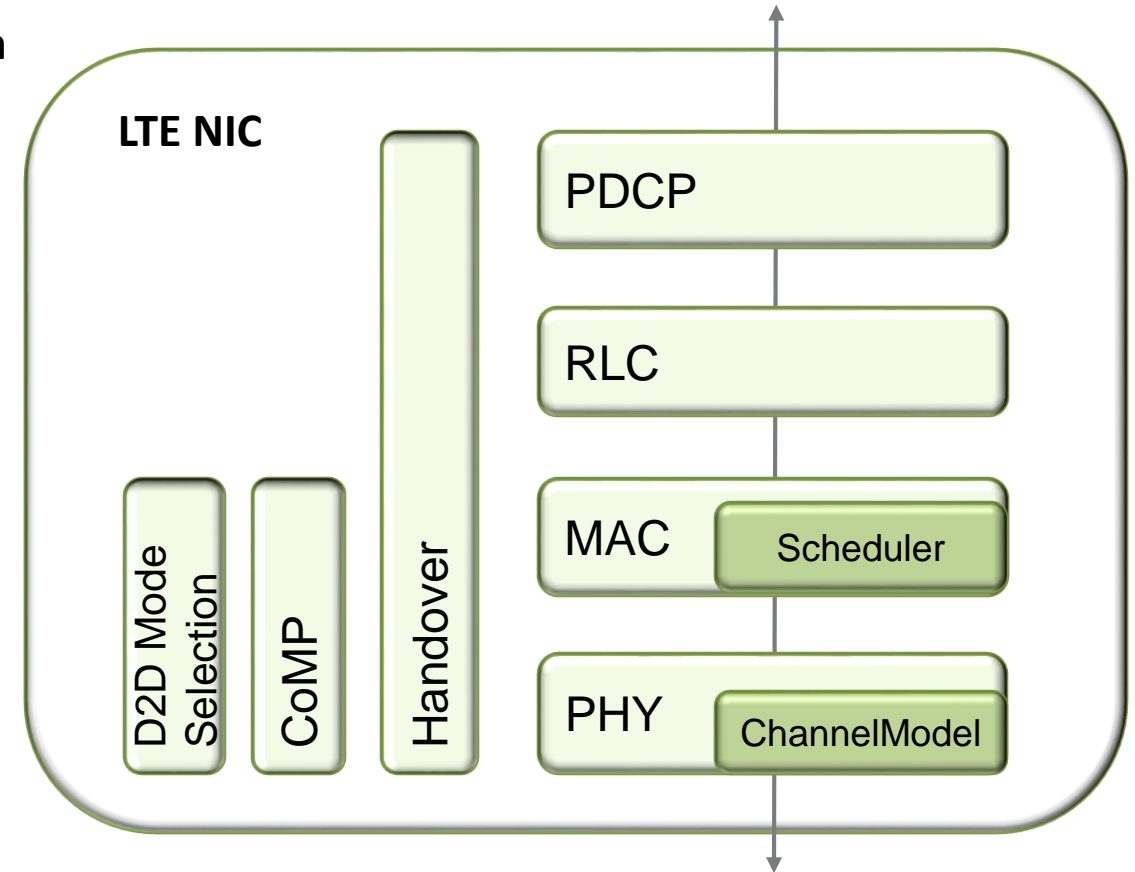 LTE NIC
PDCP
RLC
MAC
Scheduler
PHY
ChannelModel
D2D Mode
Selection
CoMP
Handover